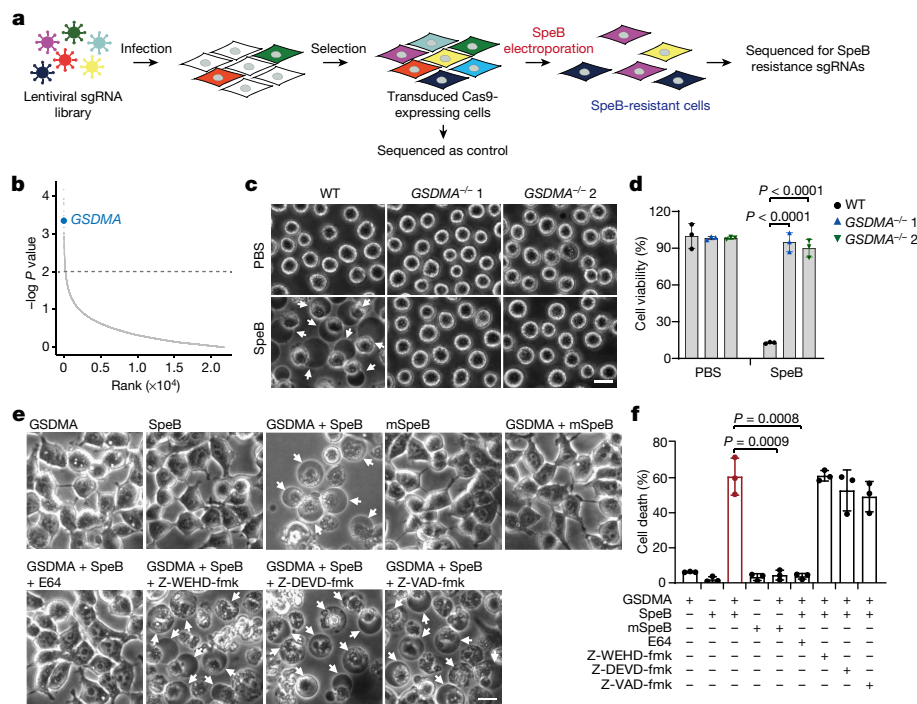 a
Infection
Selection
SpeB
electroporation
Sequenced for SpeB
resistance sgRNAs
Lentiviral sgRNA
library
Transduced Cas9-
expressing cells
SpeB-resistant cells
Sequenced as control
b
–log P value
4
3
2
1
0
GSDMA
0 0.5 1.0 1.5 2.0
Rank (×10⁴)
c
WT GSDMA–/– 1 GSDMA–/– 2
PBS
SpeB
d
Cell viability (%)
120
90
60
30
0
P < 0.0001
P < 0.0001
PBS SpeB
WT
GSDMA–/– 1
GSDMA–/– 2
e
GSDMA SpeB GSDMA + SpeB mSpeB GSDMA + mSpeB
GSDMA + SpeB
+ E64
GSDMA + SpeB
+ Z-WEHD-fmk
GSDMA + SpeB
+ Z-DEVD-fmk
GSDMA + SpeB
+ Z-VAD-fmk
f
Cell death (%)
80
60
40
20
0
P = 0.0008
P = 0.0009
GSDMA + – + – + + + + +
SpeB – + + – – + + + +
mSpeB – – – + + – – – –
E64 – – – – – + – – –
Z-WEHD-fmk – – – – – – + – –
Z-DEVD-fmk – – – – – – – + –
Z-VAD-fmk – – – – – – – – +